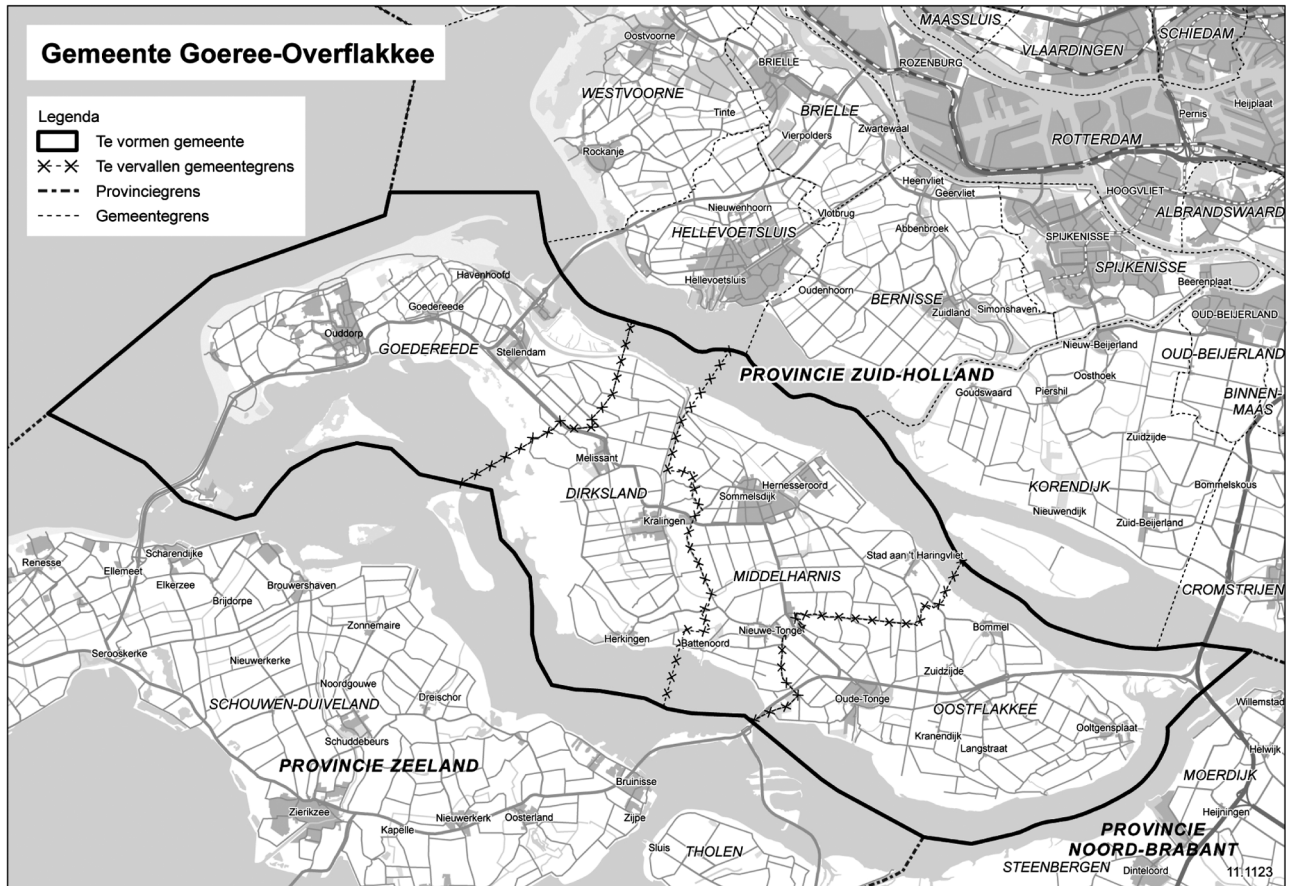 Gemeente Goeree-Overflakkee
Legenda
Te vormen gemeente
Te vervallen gemeentegrens
Provinciegrens
Gemeentegrens
MAASSLUIS
SCHIEDAM
VLAARDINGEN
Oostvoorne
BRIELLE
ROZENBURG
WESTVOORNE
Heijplaat
Pernis
Tinte
BRIELLE
Vierpolders
Zwartewaal
ROTTERDAM
Rockanje
Heenvliet
Geervliet
HOOGVLIET
Nieuwenhoorn
Vlotbrug
ALBRANDSWAARD
HELLEVOETSLUIS
Abbenbroek
SPIJKENISSE
SPIJKENISSE
Havenhoofd
Hellevoetsluis
Oudenhoorn
BERNISSE
Beerenplaat
Goedereede
Zuidland
Simonshaven
OUD-BEIJERLAND
Ouddorp
GOEDEREEDE
Stellendam
Nieuw-Beijerland
OUD-BEIJERLAND
PROVINCIE ZUID-HOLLAND
Oosthoek
Goudswaard
Piershil
BINNEN-
MAAS
Zuidzijde
Melissant
DIRKSLAND
Hernesseroord
Sommelsdijk
KORENDIJK
Bommelskous
Nieuwendijk
Kralingen
Zuid-Beijerland
Renesse
Scharendijke
Ellemeet
Elkerzee
Brouwershaven
Brijdorpe
Stad aan 't Haringvliet
MIDDELHARNIS
CROMSTRIJEN
Zonnemaire
Herkingen
Battenoord
Nieuwe-Tonge
Bommel
Serooskerke
Nieuwerkerke
Zuidzijde
Noordgouwe
Dreischor
SCHOUWEN-DUIVELAND
Oude-Tonge
OOSTFLAKKEE
Willemstad
Schuddebeurs
Kranendijk
Langstraat
Ooltgensplaat
Helwijk
PROVINCIE ZEELAND
Bruinisse
MOERDIJK
Zierikzee
Kapelle
Nieuwerkerk
Oosterland
Zijpe
Heijningen
PROVINCIE
NOORD-BRABANT
Sluis
THOLEN
STEENBERGEN
Dinteloord
11.1123